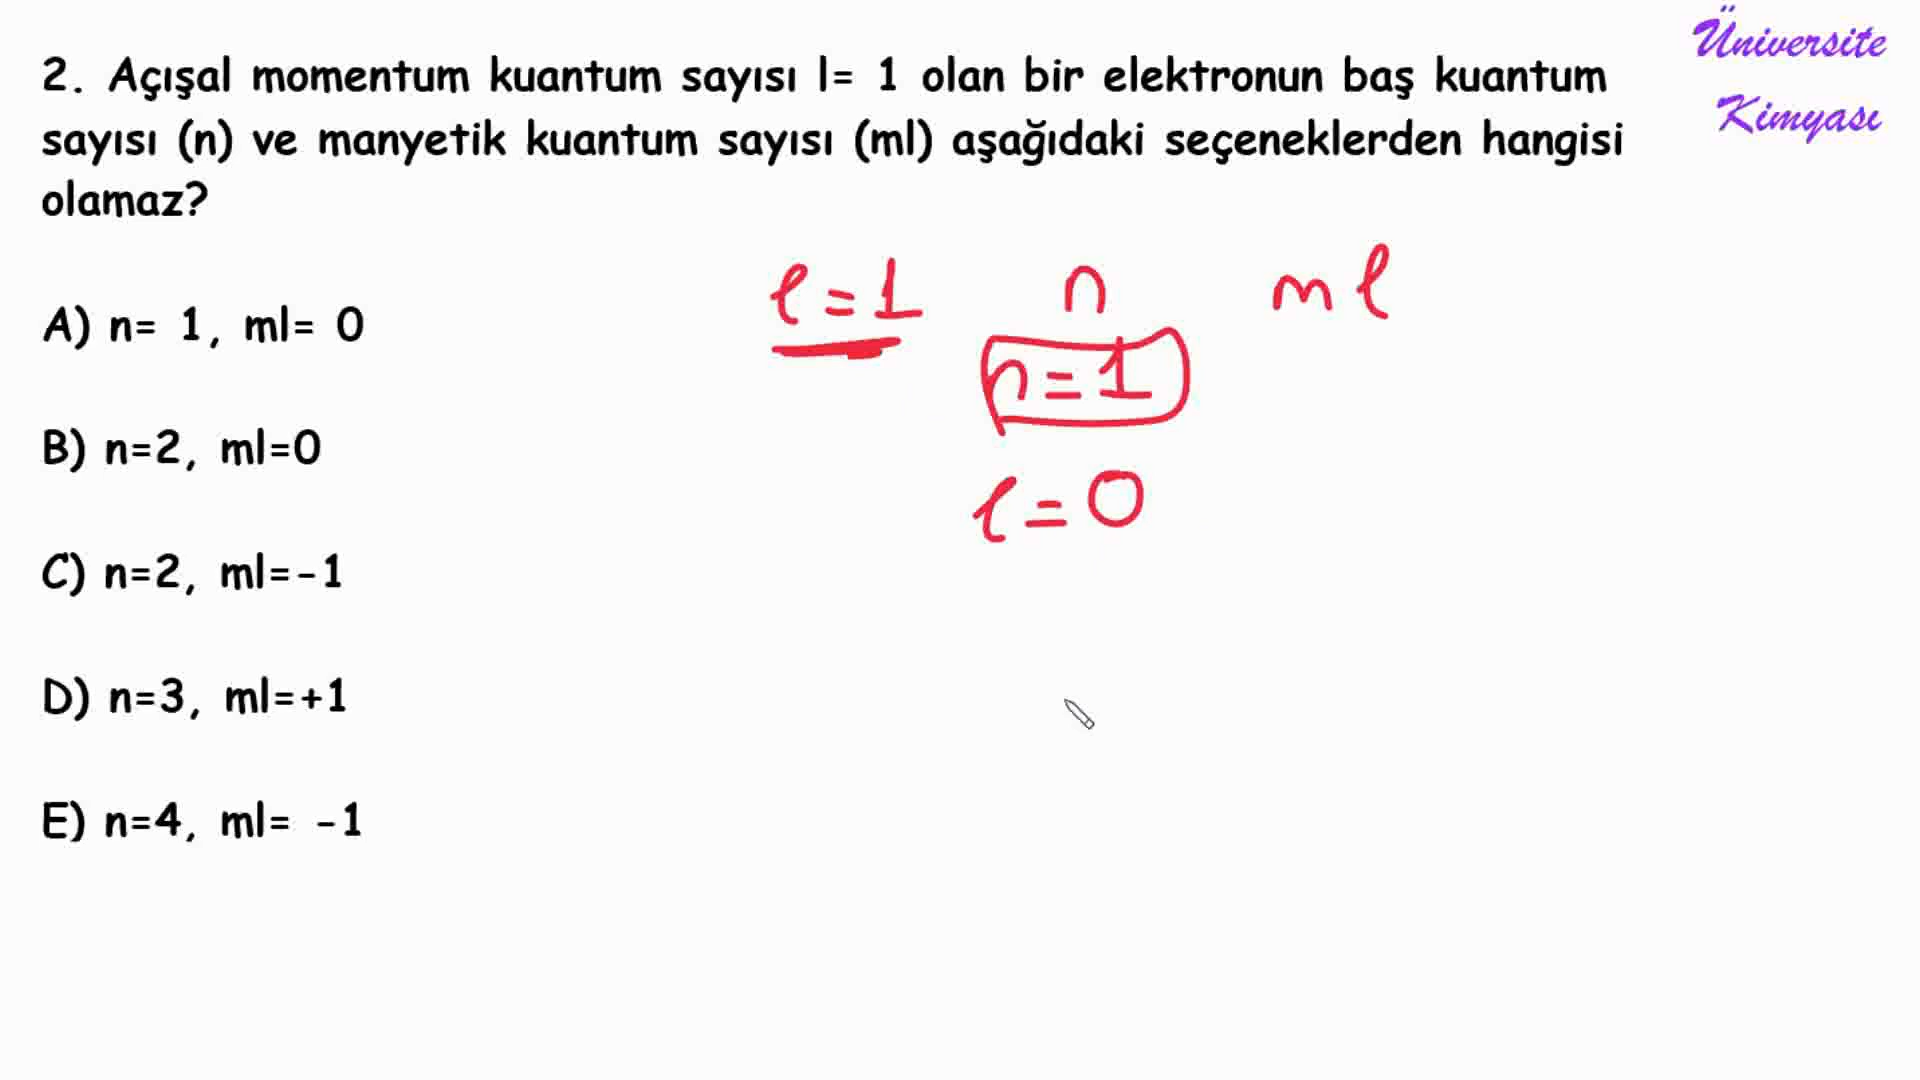 Üniversite
Kimyası
2. Açışal momentum kuantum sayısı l= 1 olan bir elektronun baş kuantum
sayısı (n) ve manyetik kuantum sayısı (ml) aşağıdaki seçeneklerden hangisi
olamaz?
A) n= 1, ml= 0
B) n=2, ml=0
C) n=2, ml=-1
D) n=3, ml=+1
E) n=4, ml= -1
l=1 n ml
n=1
l=0